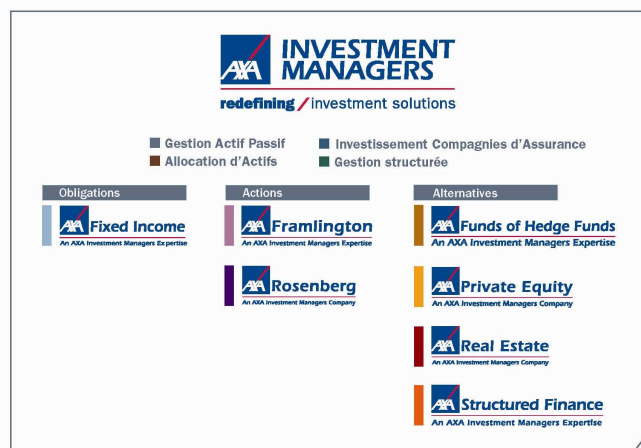 AXA INVESTMENT
MANAGERS
redefining / investment solutions
Gestion Actif Passif
Investissement Compagnies d'Assurance
Allocation d'Actifs
Gestion structurée
Obligations
Actions
Alternatives
AXA Fixed Income
An AXA Investment Managers Expertise
AXA Framlington
An AXA Investment Managers Expertise
AXA Funds of Hedge Funds
An AXA Investment Managers Expertise
AXA Rosenberg
An AXA Investment Managers Company
AXA Private Equity
An AXA Investment Managers Company
AXA Real Estate
An AXA Investment Managers Company
AXA Structured Finance
An AXA Investment Managers Expertise